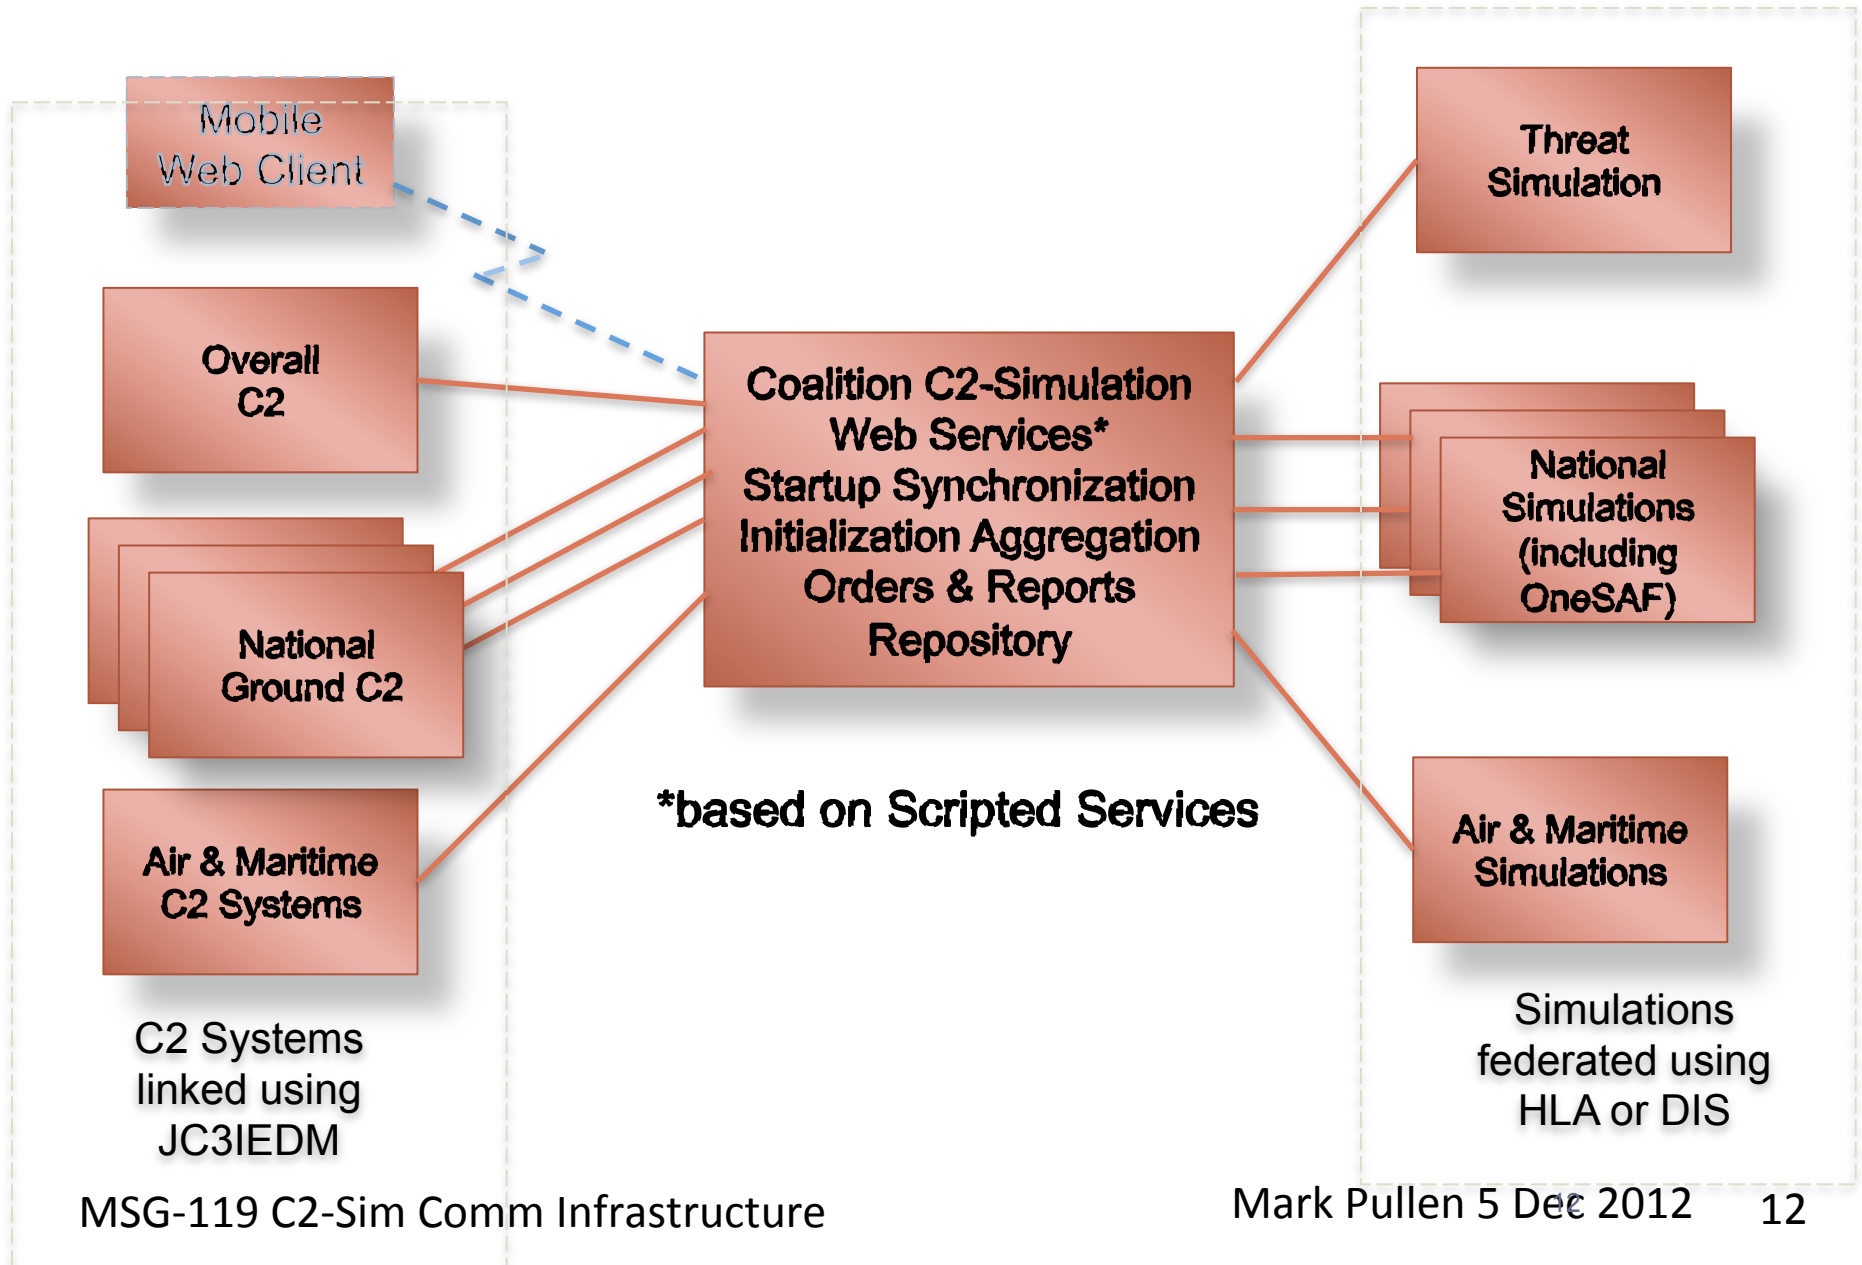 Mobile
Web Client
Overall
C2
National
Ground C2
Air & Maritime
C2 Systems
C2 Systems
linked using
JC3IEDM
Coalition C2-Simulation
Web Services*
Startup Synchronization
Initialization Aggregation
Orders & Reports
Repository
*based on Scripted Services
Threat
Simulation
National
Simulations
(including
OneSAF)
Air & Maritime
Simulations
Simulations
federated using
HLA or DIS
MSG-119 C2-Sim Comm Infrastructure
Mark Pullen 5 Dec 2012
12
12